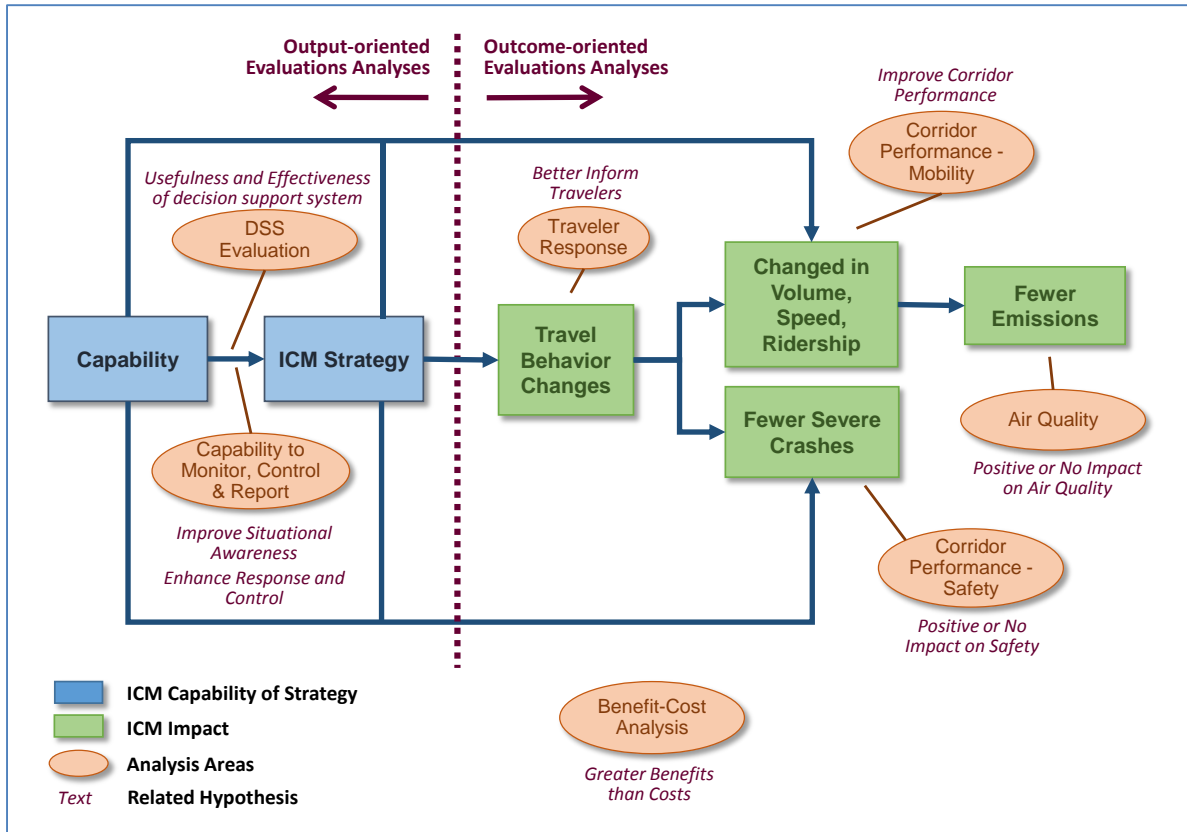 Output-oriented
Evaluations Analyses
Outcome-oriented
Evaluations Analyses
Improve Corridor
Performance
Corridor
Performance -
Mobility
Usefulness and Effectiveness
of decision support system
DSS
Evaluation
Better Inform
Travelers
Traveler
Response
Capability
ICM Strategy
Travel
Behavior
Changes
Changed in
Volume,
Speed,
Ridership
Fewer
Emissions
Fewer Severe
Crashes
Air Quality
Positive or No Impact
on Air Quality
Capability to
Monitor, Control
& Report
Improve Situational
Awareness
Enhance Response and
Control
Corridor
Performance -
Safety
Positive or No
Impact on Safety
ICM Capability of Strategy
ICM Impact
Analysis Areas
Text Related Hypothesis
Benefit-Cost
Analysis
Greater Benefits
than Costs